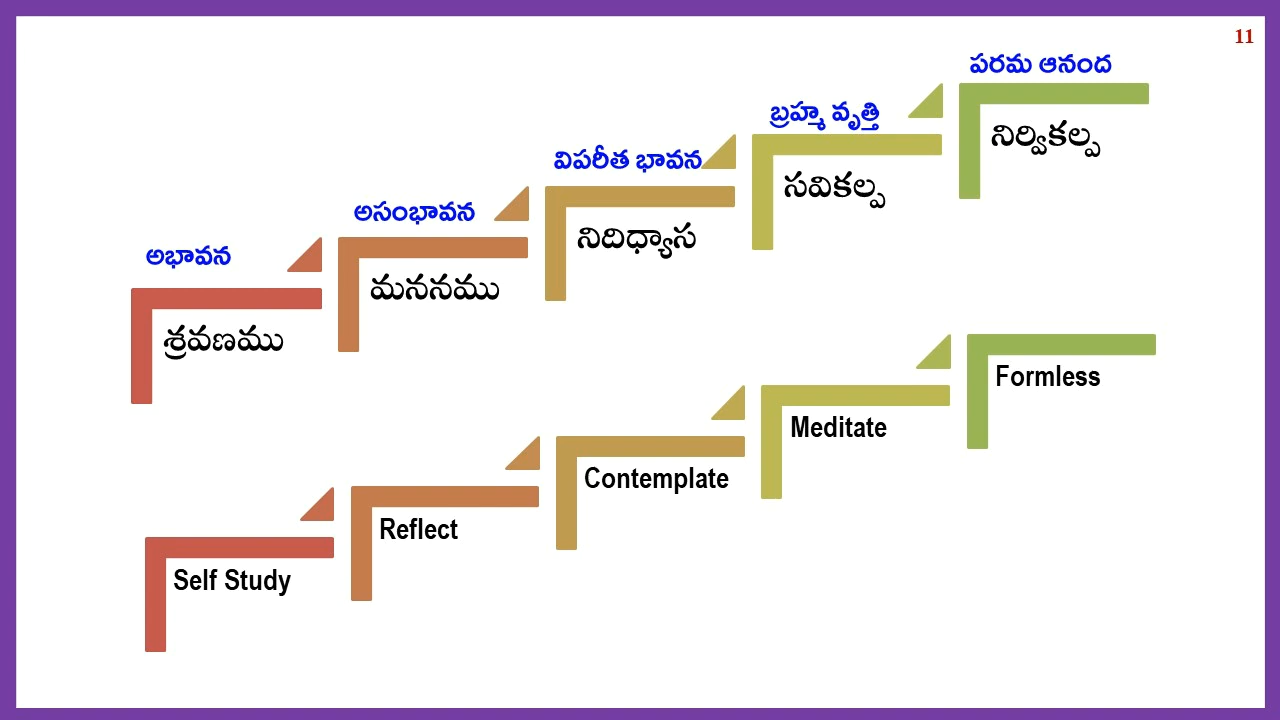 11
పరమ ఆనంద
నిర్వికల్ప
బ్రహ్మ వృత్తి
సవికల్ప
విపరీత భావన
నిదిధ్యాస
అసంభావన
మననము
అభావన
శ్రవణము
Formless
Meditate
Contemplate
Reflect
Self Study